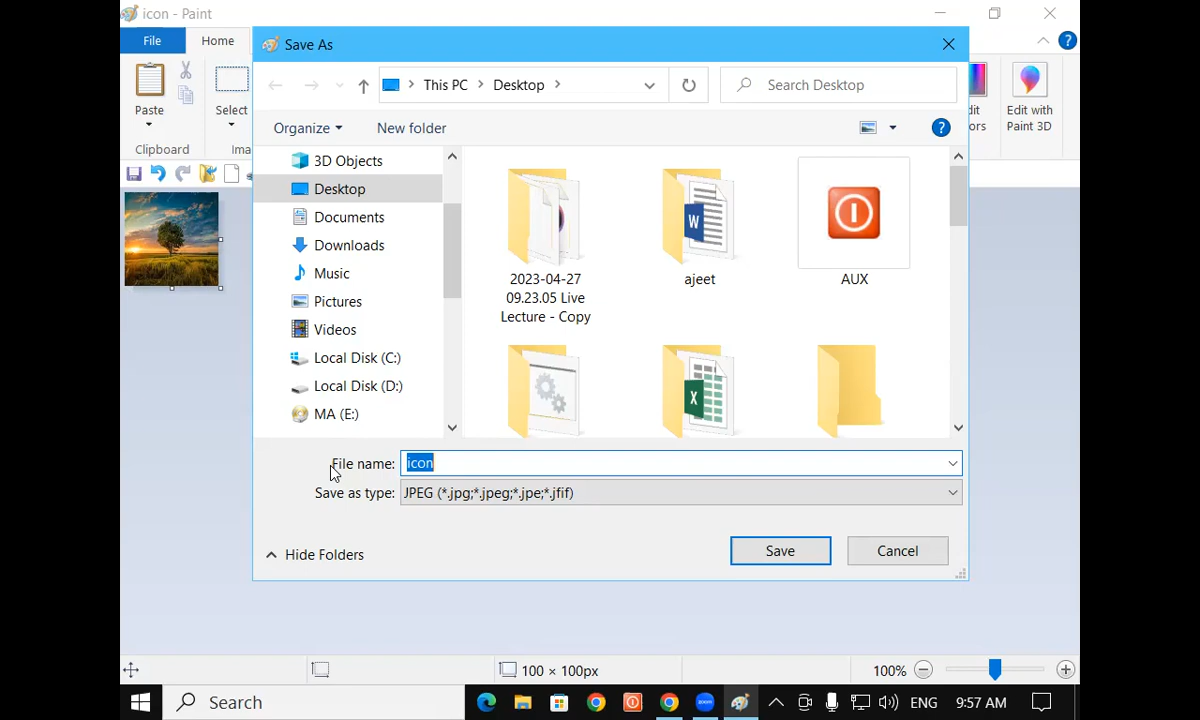 icon - Paint
File
Home
Save As
This PC
Desktop
Search Desktop
Organize
New folder
Paste
Select
Clipboard
Ima
Edit with
Paint 3D
3D Objects
Desktop
Documents
Downloads
Music
Pictures
Videos
Local Disk (C:)
Local Disk (D:)
MA (E:)
2023-04-27
09.23.05 Live
Lecture - Copy
ajeet
AUX
File name: icon
Save as type: JPEG (*.jpg;*.jpeg;*.jpe;*.jfif)
Hide Folders
Save
Cancel
100 × 100px
100%
Search
ENG
9:57 AM